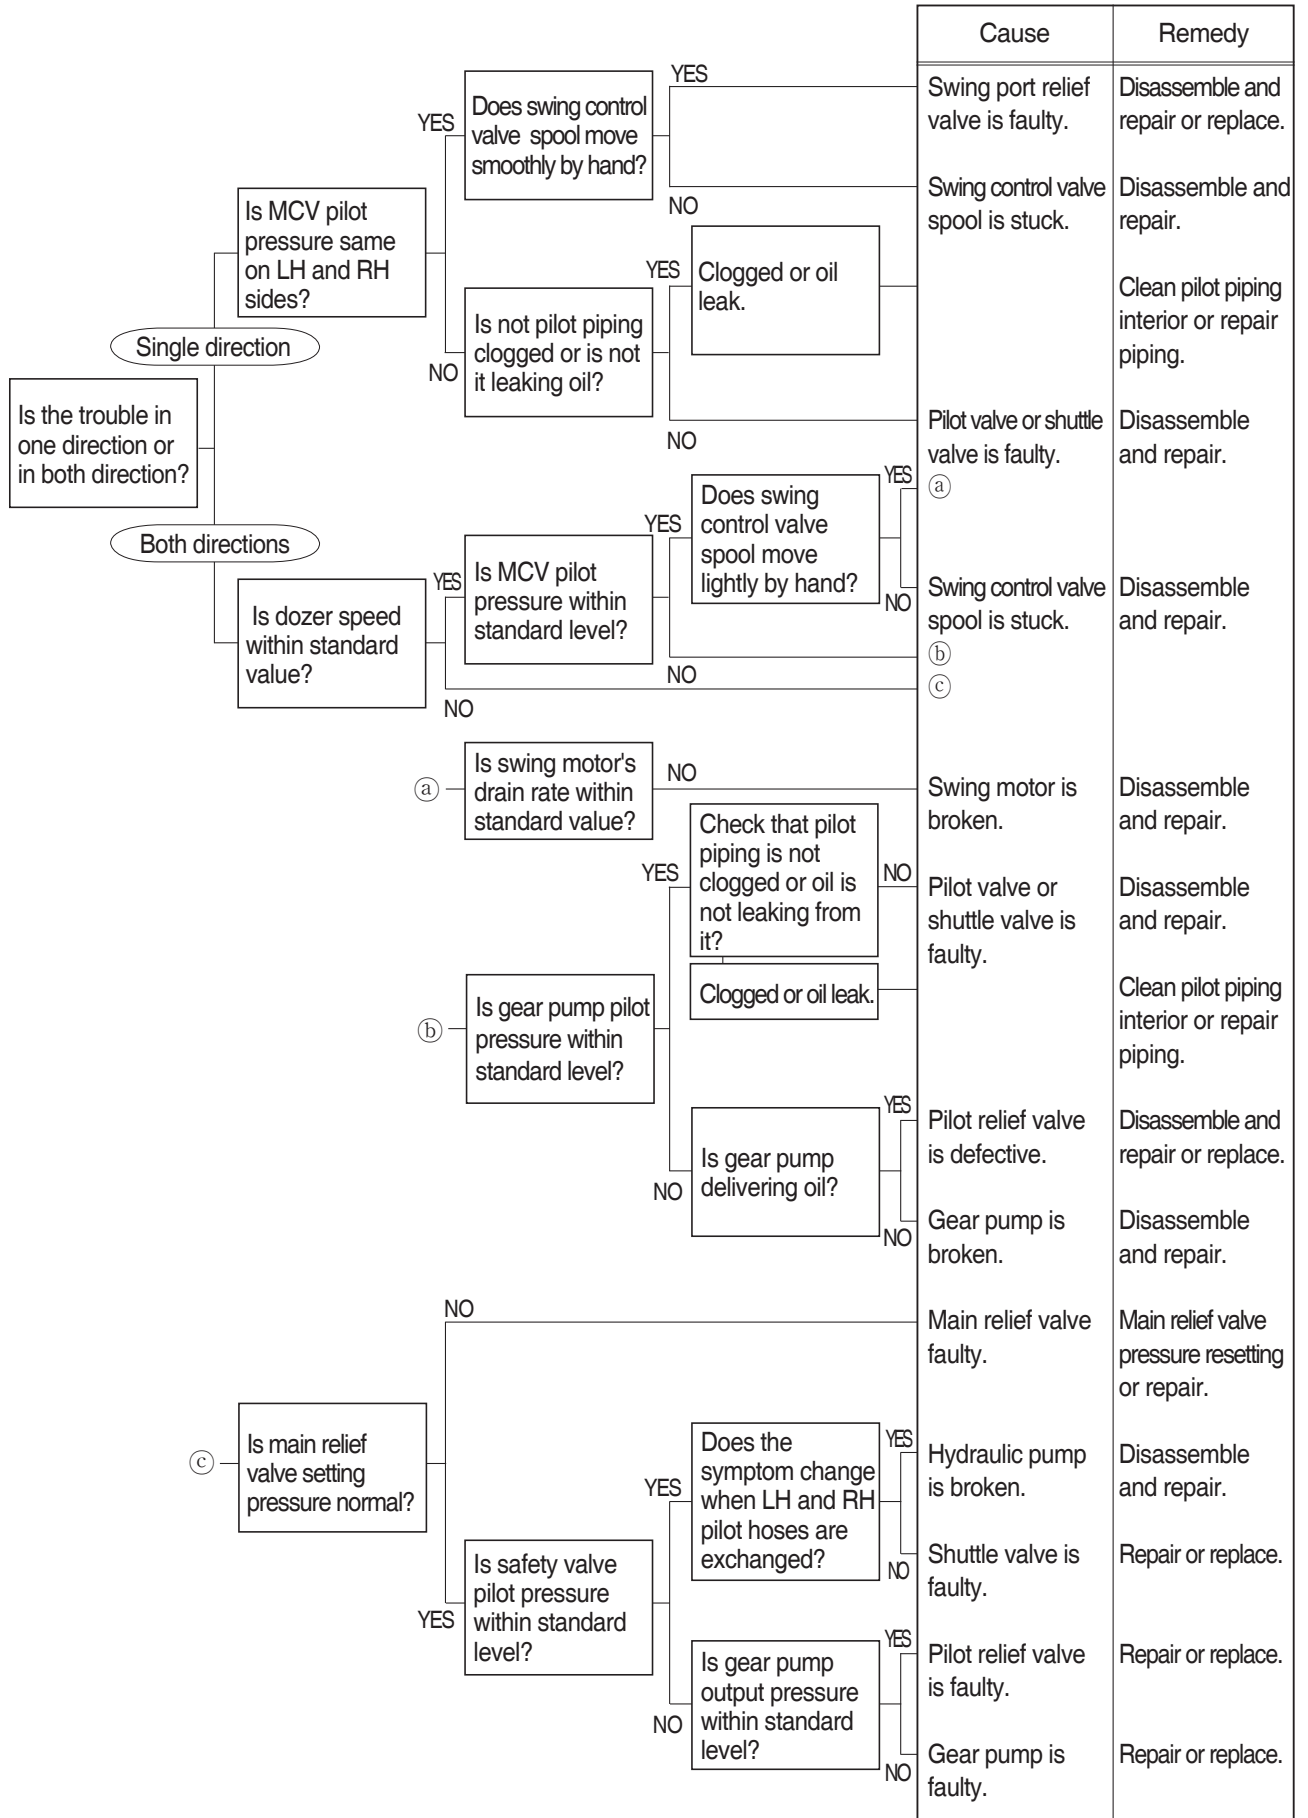 Cause
Remedy
YES
Does swing control
valve spool move
smoothly by hand?
YES
Swing port relief
valve is faulty.
Disassemble and
repair or replace.
NO
Swing control valve
spool is stuck.
Disassemble and
repair.
Is MCV pilot
pressure same
on LH and RH
sides?
Single direction
NO
Is not pilot piping
clogged or is not
it leaking oil?
YES
Clogged or oil
leak.
Clean pilot piping
interior or repair
piping.
NO
Pilot valve or shuttle
valve is faulty.
Disassemble
and repair.
Is the trouble in
one direction or
in both direction?
Both directions
Is dozer speed
within standard
value?
YES
Is MCV pilot
pressure within
standard level?
YES
Does swing
control valve
spool move
lightly by hand?
YES
ⓐ
NO
Swing control valve
spool is stuck.
Disassemble
and repair.
NO
ⓑ
NO
ⓒ
ⓐ
Is swing motor's
drain rate within
standard value?
NO
Swing motor is
broken.
Disassemble
and repair.
ⓑ
Is gear pump pilot
pressure within
standard level?
YES
Check that pilot
piping is not
clogged or oil is
not leaking from
it?
NO
Pilot valve or
shuttle valve is
faulty.
Disassemble
and repair.
Clogged or oil leak.
Clean pilot piping
interior or repair
piping.
NO
Is gear pump
delivering oil?
YES
Pilot relief valve
is defective.
Disassemble and
repair or replace.
NO
Gear pump is
broken.
Disassemble
and repair.
ⓒ
Is main relief
valve setting
pressure normal?
NO
Main relief valve
faulty.
Main relief valve
pressure resetting
or repair.
YES
Is safety valve
pilot pressure
within standard
level?
YES
Does the
symptom change
when LH and RH
pilot hoses are
exchanged?
YES
Hydraulic pump
is broken.
Disassemble
and repair.
NO
Shuttle valve is
faulty.
Repair or replace.
NO
Is gear pump
output pressure
within standard
level?
YES
Pilot relief valve
is faulty.
Repair or replace.
NO
Gear pump is
faulty.
Repair or replace.